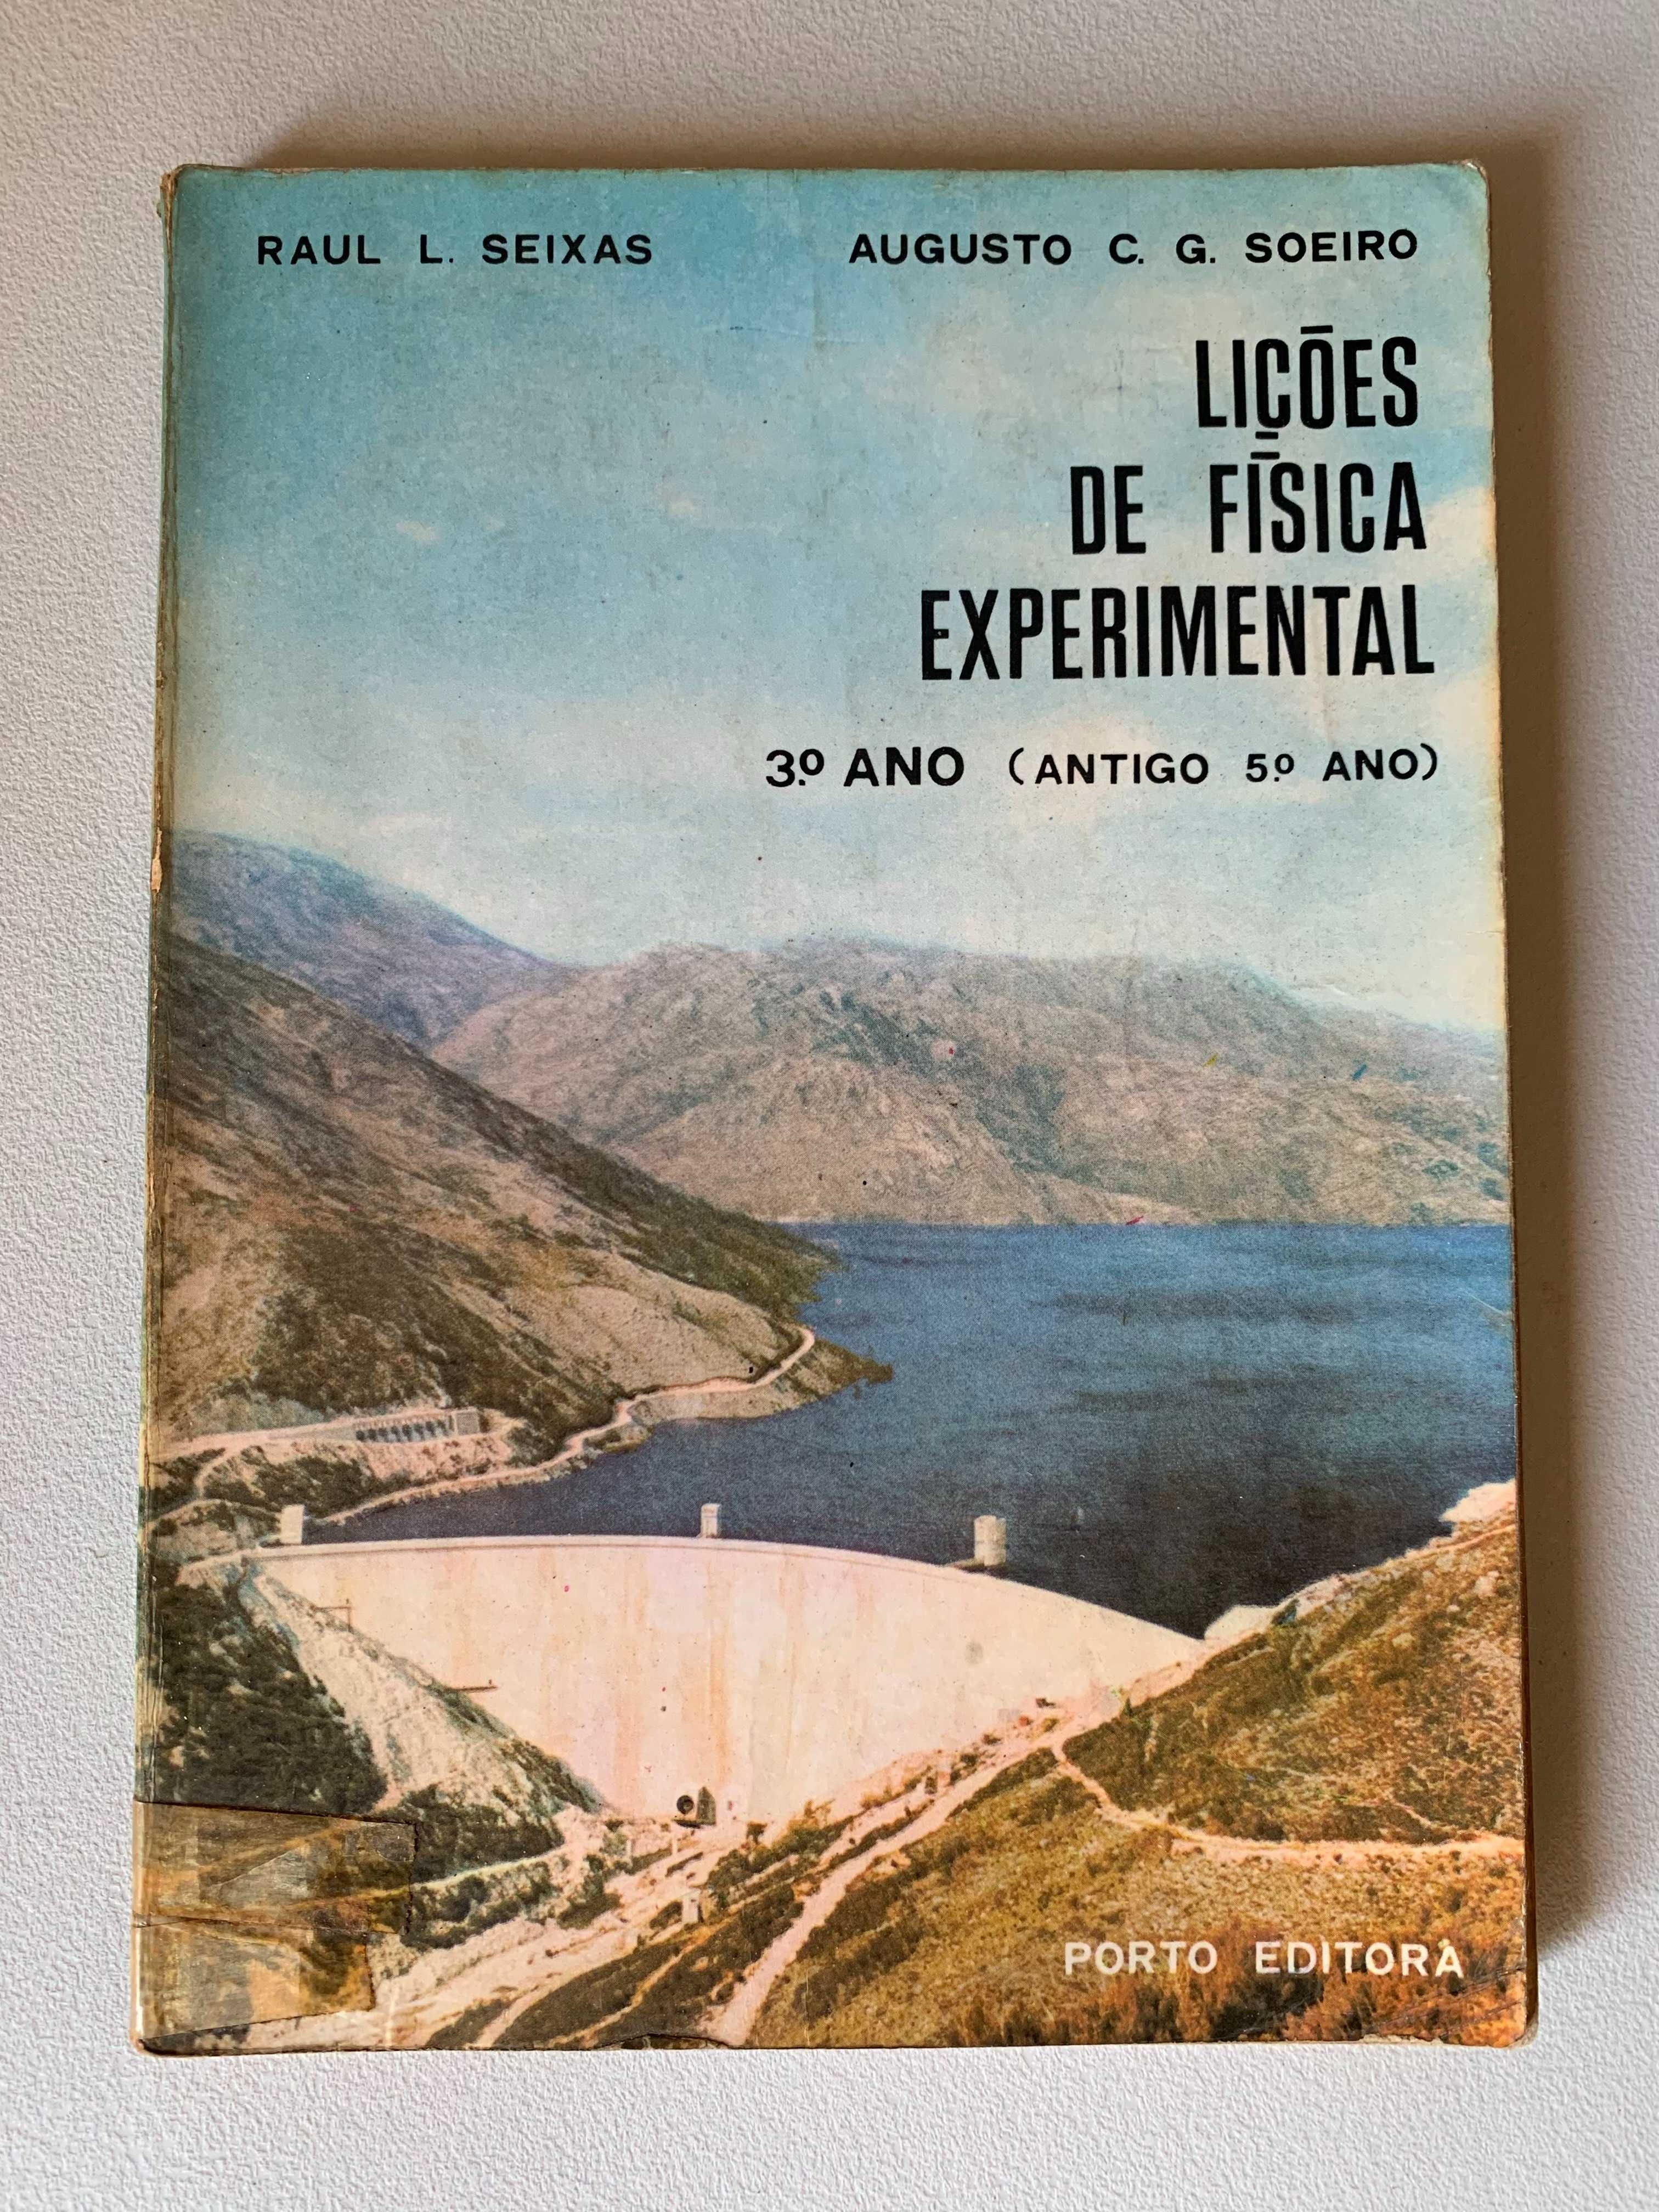 RAUL L. SEIXAS AUGUSTO C. G. SOEIRO
LIÇÕES
DE FÍSICA
EXPERIMENTAL
3.º ANO (ANTIGO 5.º ANO)
PORTO EDITORA